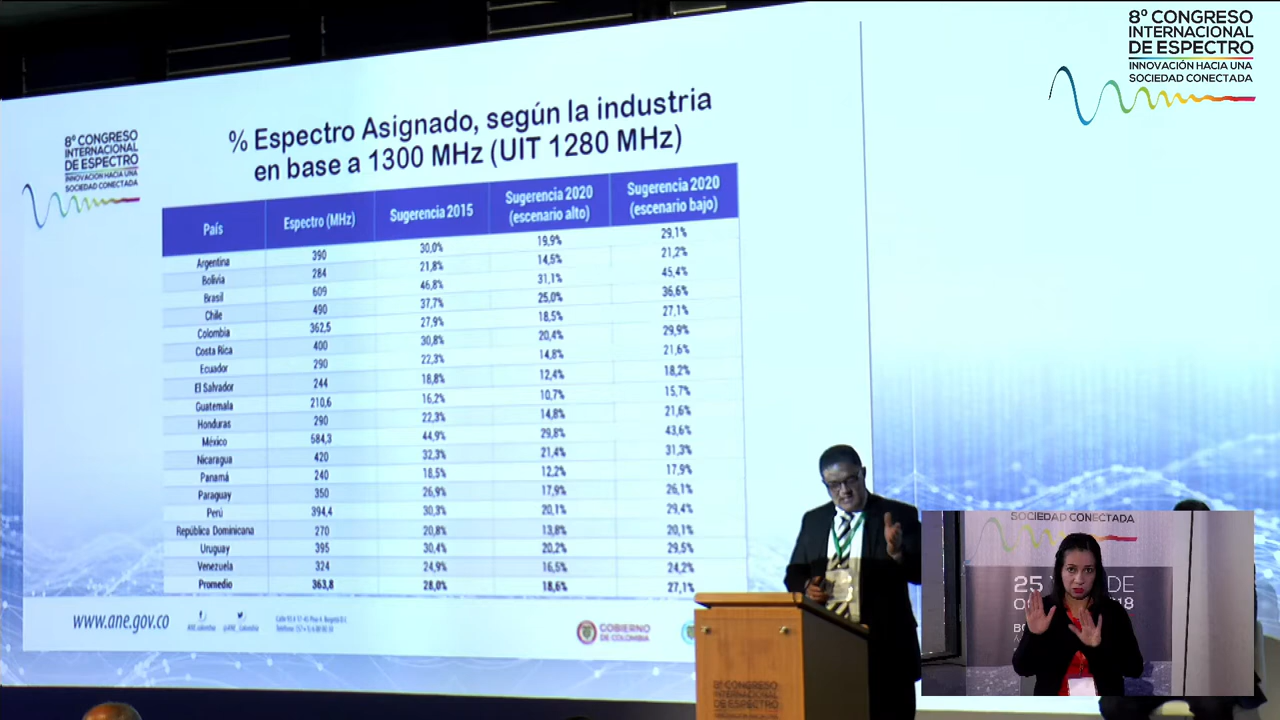 8º CONGRESO
INTERNACIONAL
DE ESPECTRO
INNOVACIÓN HACIA UNA
SOCIEDAD CONECTADA
8º CONGRESO
INTERNACIONAL
DE ESPECTRO
INNOVACIÓN HACIA UNA
SOCIEDAD CONECTADA
% Espectro Asignado, según la industria
en base a 1300 MHz (UIT 1280 MHz)
País Espectro (MHz) Sugerencia 2015 Sugerencia 2020 (escenario alto) Sugerencia 2020 (escenario bajo)
Argentina 390 30,0% 19,9% 29,1%
Bolivia 284 21,8% 14,5% 21,2%
Brasil 609 46,8% 31,1% 45,4%
Chile 490 37,7% 25,0% 36,6%
Colombia 362,5 27,9% 18,5% 27,1%
Costa Rica 400 30,8% 20,4% 29,9%
Ecuador 290 22,3% 14,8% 21,6%
El Salvador 244 18,8% 12,4% 18,2%
Guatemala 210,6 16,2% 10,7% 15,7%
Honduras 290 22,3% 14,8% 21,6%
México 584,3 44,9% 29,8% 43,6%
Nicaragua 420 32,3% 21,4% 31,3%
Panamá 240 18,5% 12,2% 17,9%
Paraguay 350 26,9% 17,9% 26,1%
Perú 394,4 30,3% 20,1% 29,4%
República Dominicana 270 20,8% 13,8% 20,1%
Uruguay 395 30,4% 20,2% 29,5%
Venezuela 324 24,9% 16,5% 24,2%
Promedio 363,8 28,0% 18,6% 27,1%
www.ane.gov.co
GOBIERNO
DE COLOMBIA
8º CONGRESO
INTERNACIONAL
DE ESPECTRO
SOCIEDAD CONECTADA
25
DE
18